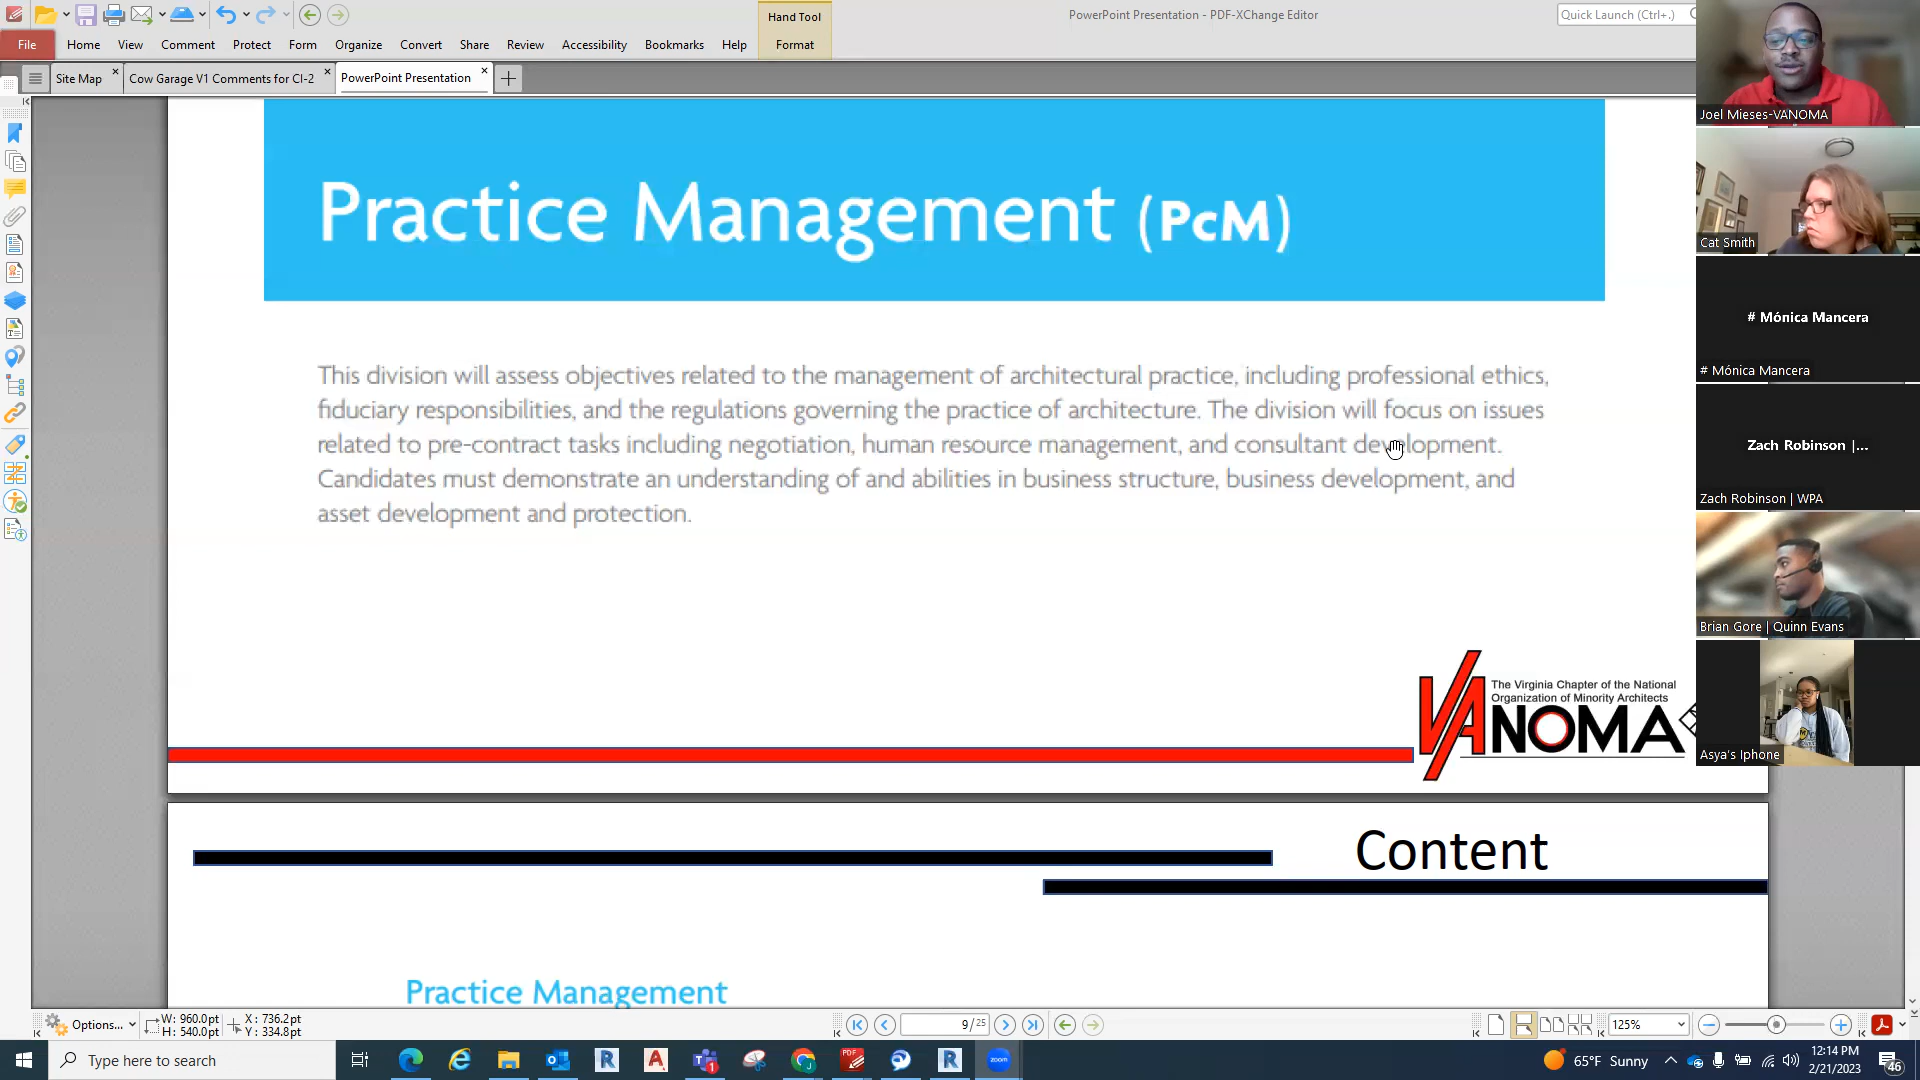 Hand Tool
PowerPoint Presentation - PDF-XChange Editor
Quick Launch (Ctrl+.)
File Home View Comment Protect Form Organize Convert Share Review Accessibility Bookmarks Help Format
Site Map × Cow Garage V1 Comments for CI-2 × PowerPoint Presentation ×
Practice Management (PcM)
This division will assess objectives related to the management of architectural practice, including professional ethics,
fiduciary responsibilities, and the regulations governing the practice of architecture. The division will focus on issues
related to pre-contract tasks including negotiation, human resource management, and consultant development.
Candidates must demonstrate an understanding of and abilities in business structure, business development, and
asset development and protection.
The Virginia Chapter of the National
Organization of Minority Architects
VANOMA
Content
Practice Management
Joel Mieses-VANOMA
Cat Smith
# Mónica Mancera
# Mónica Mancera
Zach Robinson |...
Zach Robinson | WPA
Brian Gore | Quinn Evans
Asya's Iphone
Options...
W: 960.0pt
H: 540.0pt
X: 736.2pt
Y: 334.8pt
9/25
125%
Type here to search
65°F Sunny
12:14 PM
2/21/2023
46